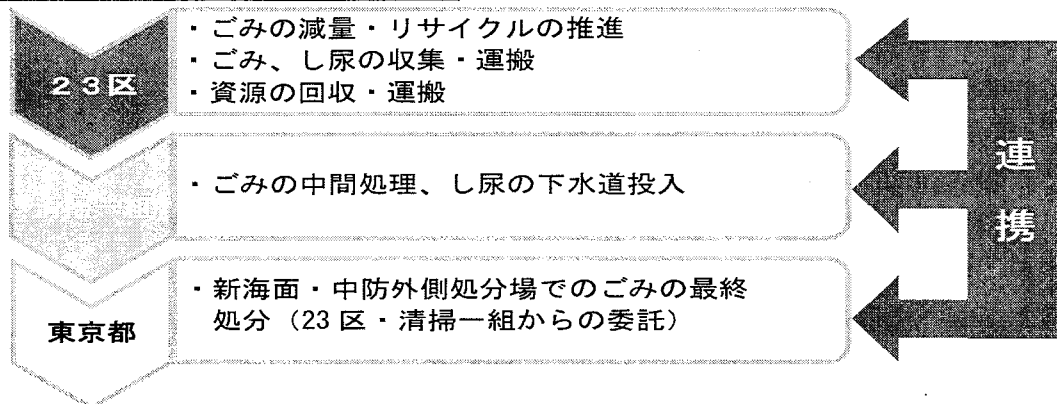 23区
・ごみの減量・リサイクルの推進
・ごみ、し尿の収集・運搬
・資源の回収・運搬
・ごみの中間処理、し尿の下水道投入
東京都
・新海面・中防外側処分場でのごみの最終
処分（23区・清掃一組からの委託）
連携